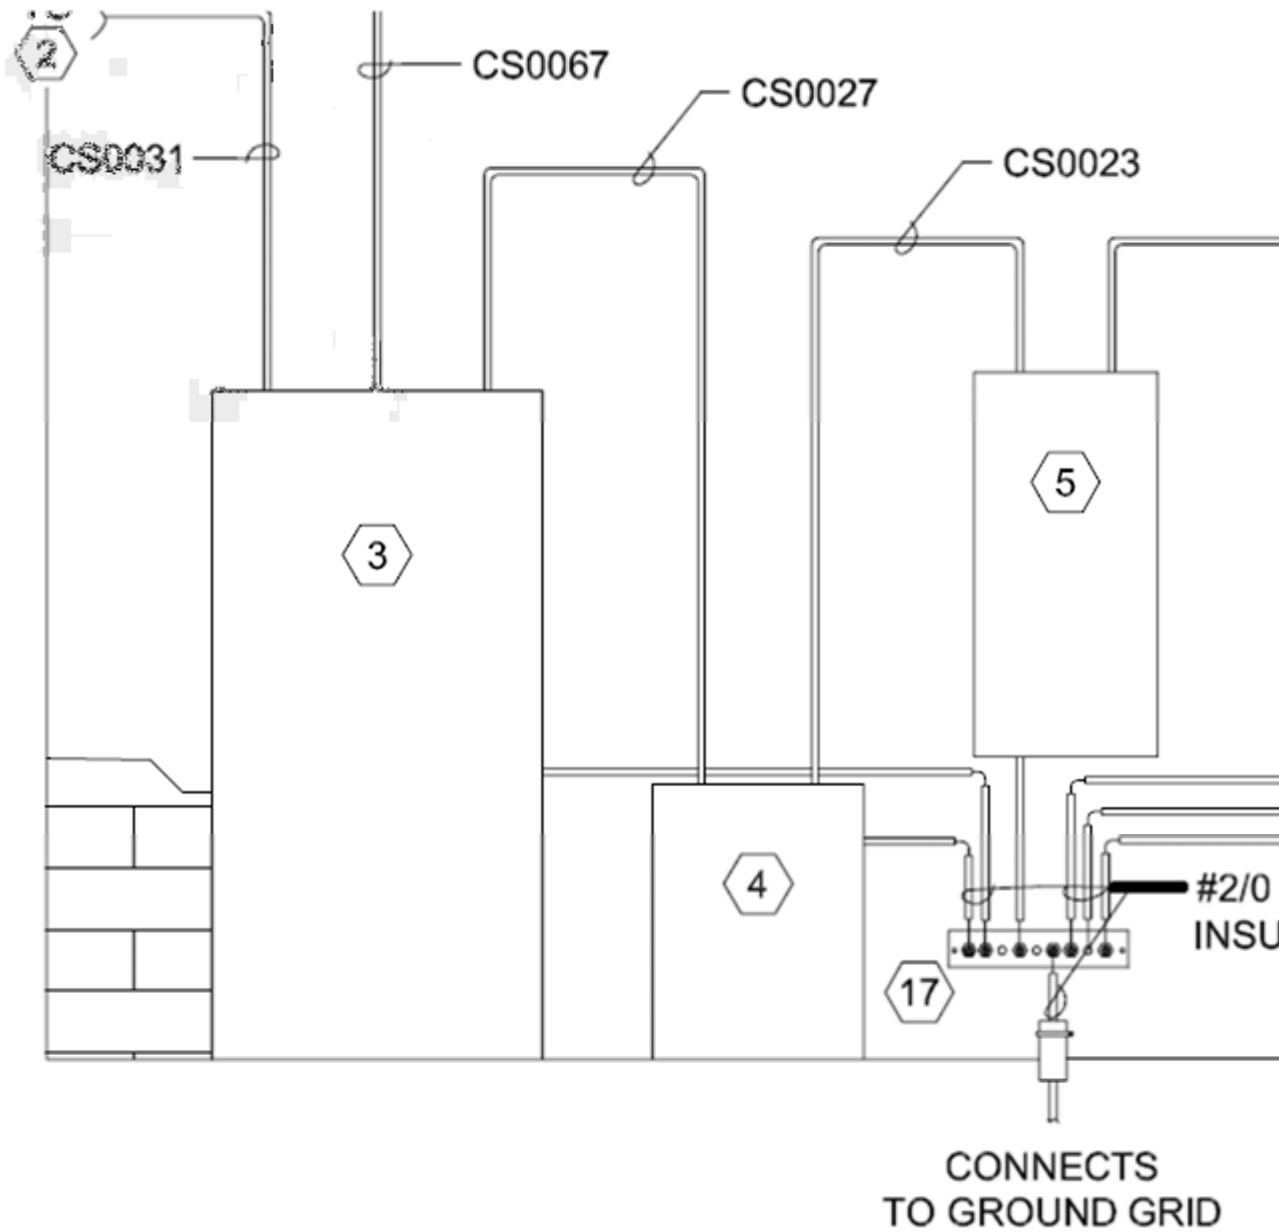 2
CS0067
CS0027
CS0031
CS0023
5
3
4
#2/0
INSU
17
CONNECTS
TO GROUND GRID